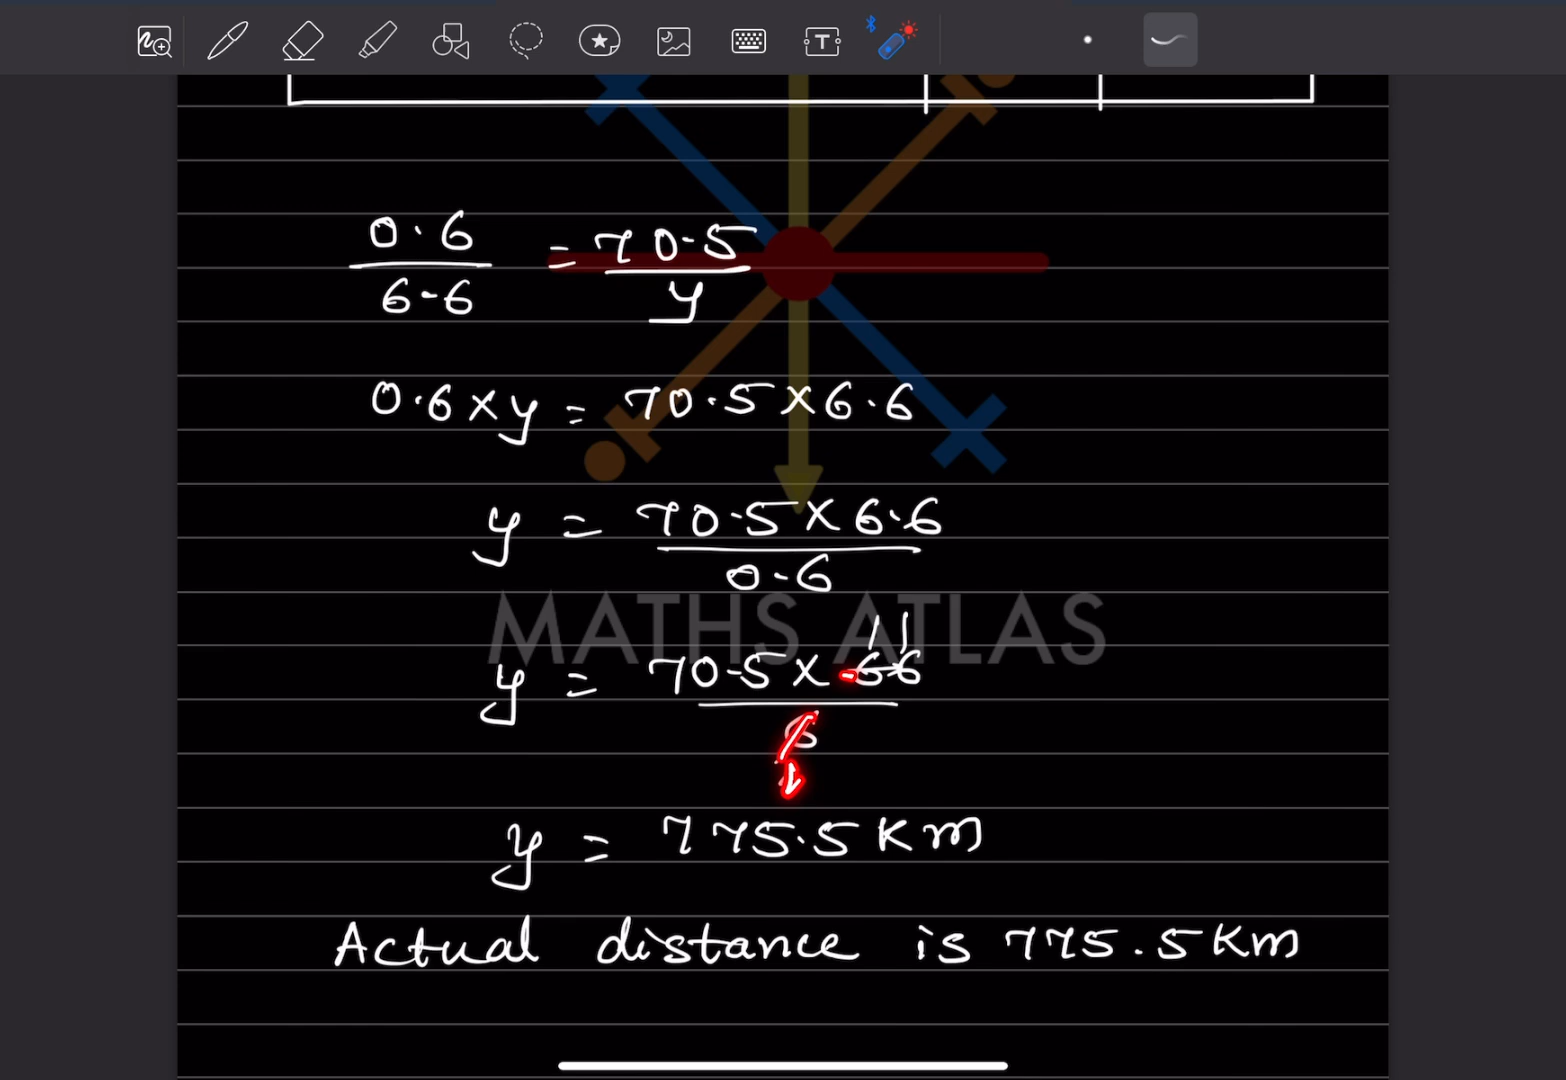 0.6
6.6
= 70.5
y
0.6 × y = 70.5 × 6.6
y = 70.5 × 6.6
0.6
MATHS ATLAS
11
y = 70.5 × 66
6
1
y = 775.5 Km
Actual distance is 775.5 Km